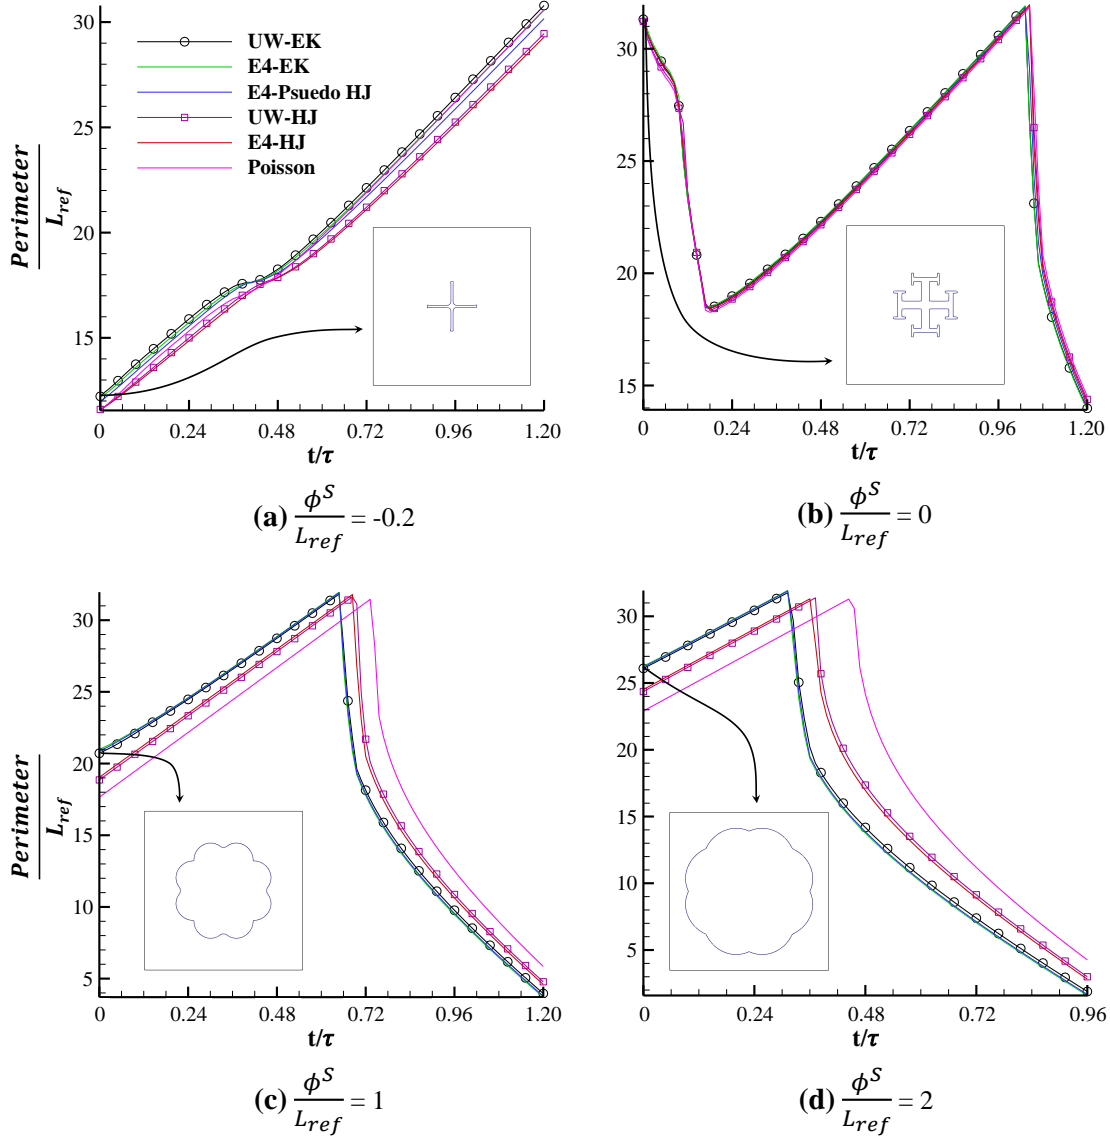 30
25
20
15
Perimeter
L_ref
UW-EK
E4-EK
E4-Psuedo HJ
UW-HJ
E4-HJ
Poisson
0 0.24 0.48 0.72 0.96 1.20
t/τ
(a) ϕ^S / L_ref = -0.2
30
25
20
15
0 0.24 0.48 0.72 0.96 1.20
t/τ
(b) ϕ^S / L_ref = 0
30
25
20
15
10
5
Perimeter
L_ref
0 0.24 0.48 0.72 0.96 1.20
t/τ
(c) ϕ^S / L_ref = 1
30
25
20
15
10
5
0 0.24 0.48 0.72 0.96
t/τ
(d) ϕ^S / L_ref = 2